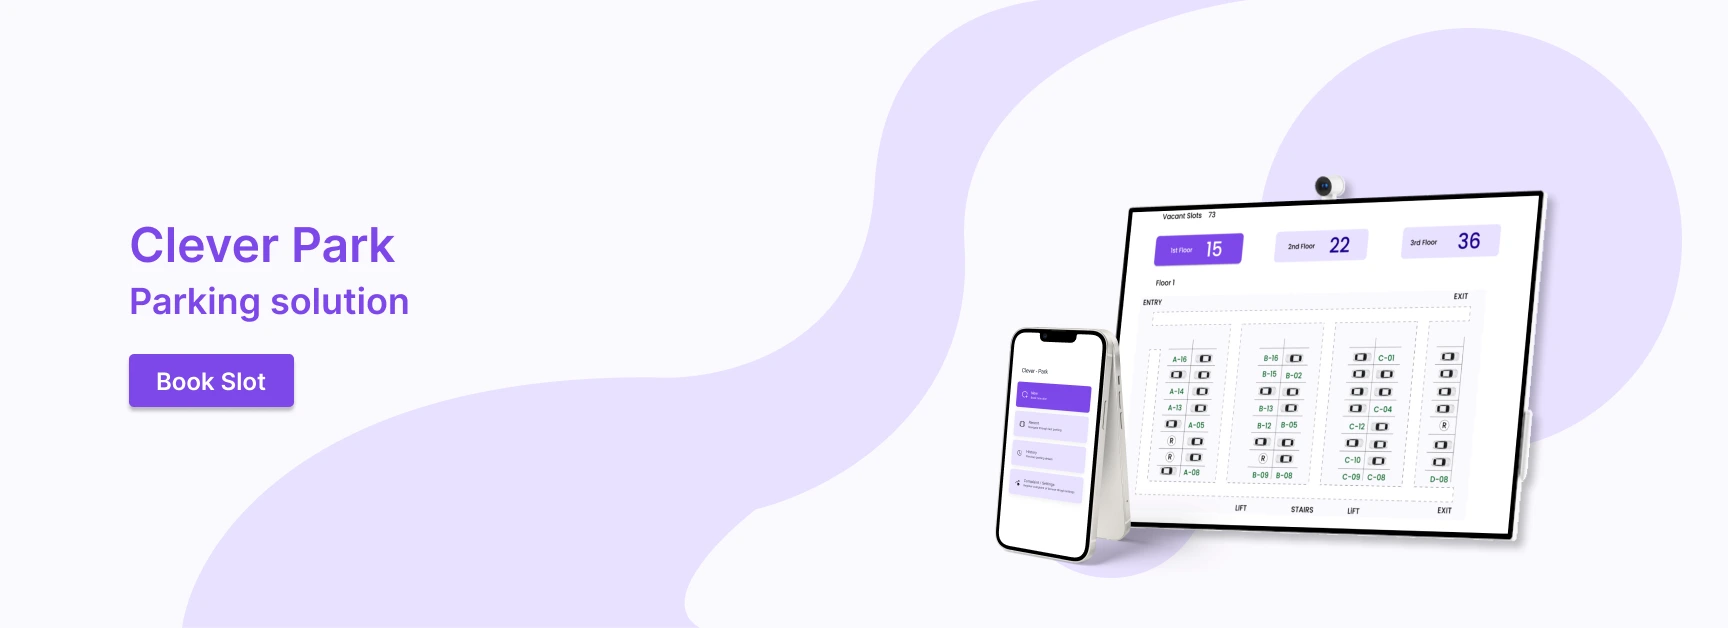 Clever Park
Parking solution
Book Slot
Vacant Slots 73
1st Floor 15
2nd Floor 22
3rd Floor 36
Floor 1
ENTRY
EXIT
A-16
B-16
C-01
B-15 B-02
A-14
A-13
B-13
C-04
A-05
B-12 B-05
C-12
R
R
R
R
C-10
A-08
B-09 B-08
C-09 C-08
D-08
LIFT
STAIRS
LIFT
EXIT
Clever - Park